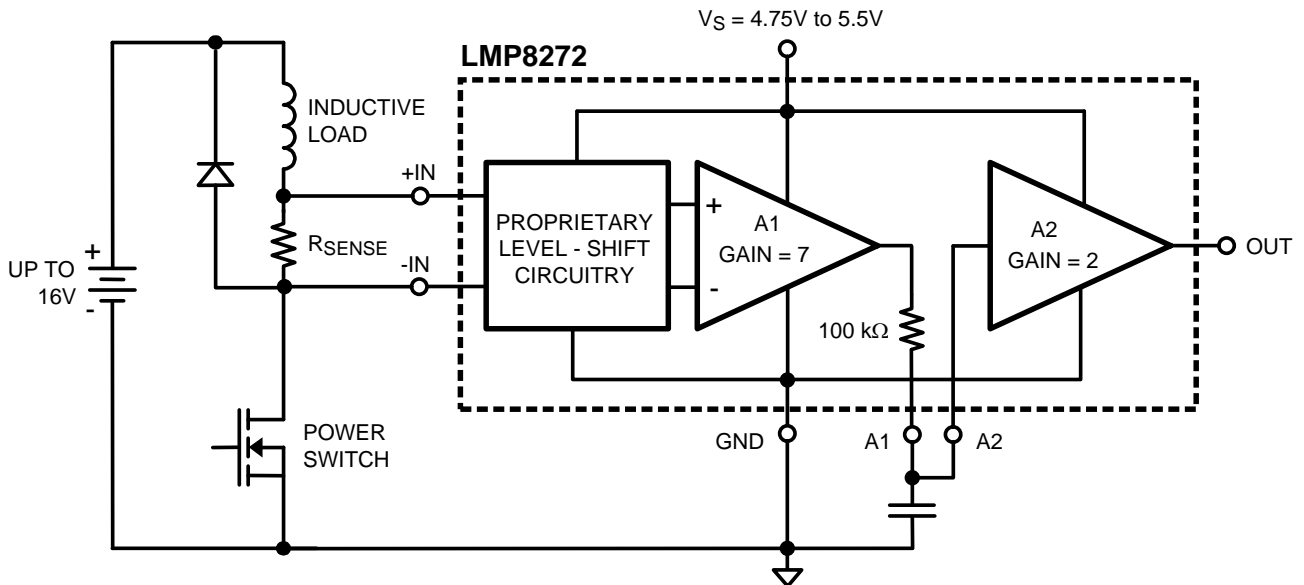 V_S = 4.75V to 5.5V
LMP8272
INDUCTIVE
LOAD
+IN
PROPRIETARY
LEVEL - SHIFT
CIRCUITRY
+
-
A1
GAIN = 7
A2
GAIN = 2
OUT
+
UP TO
16V
-
R_SENSE
-IN
100 kΩ
POWER
SWITCH
GND
A1
A2